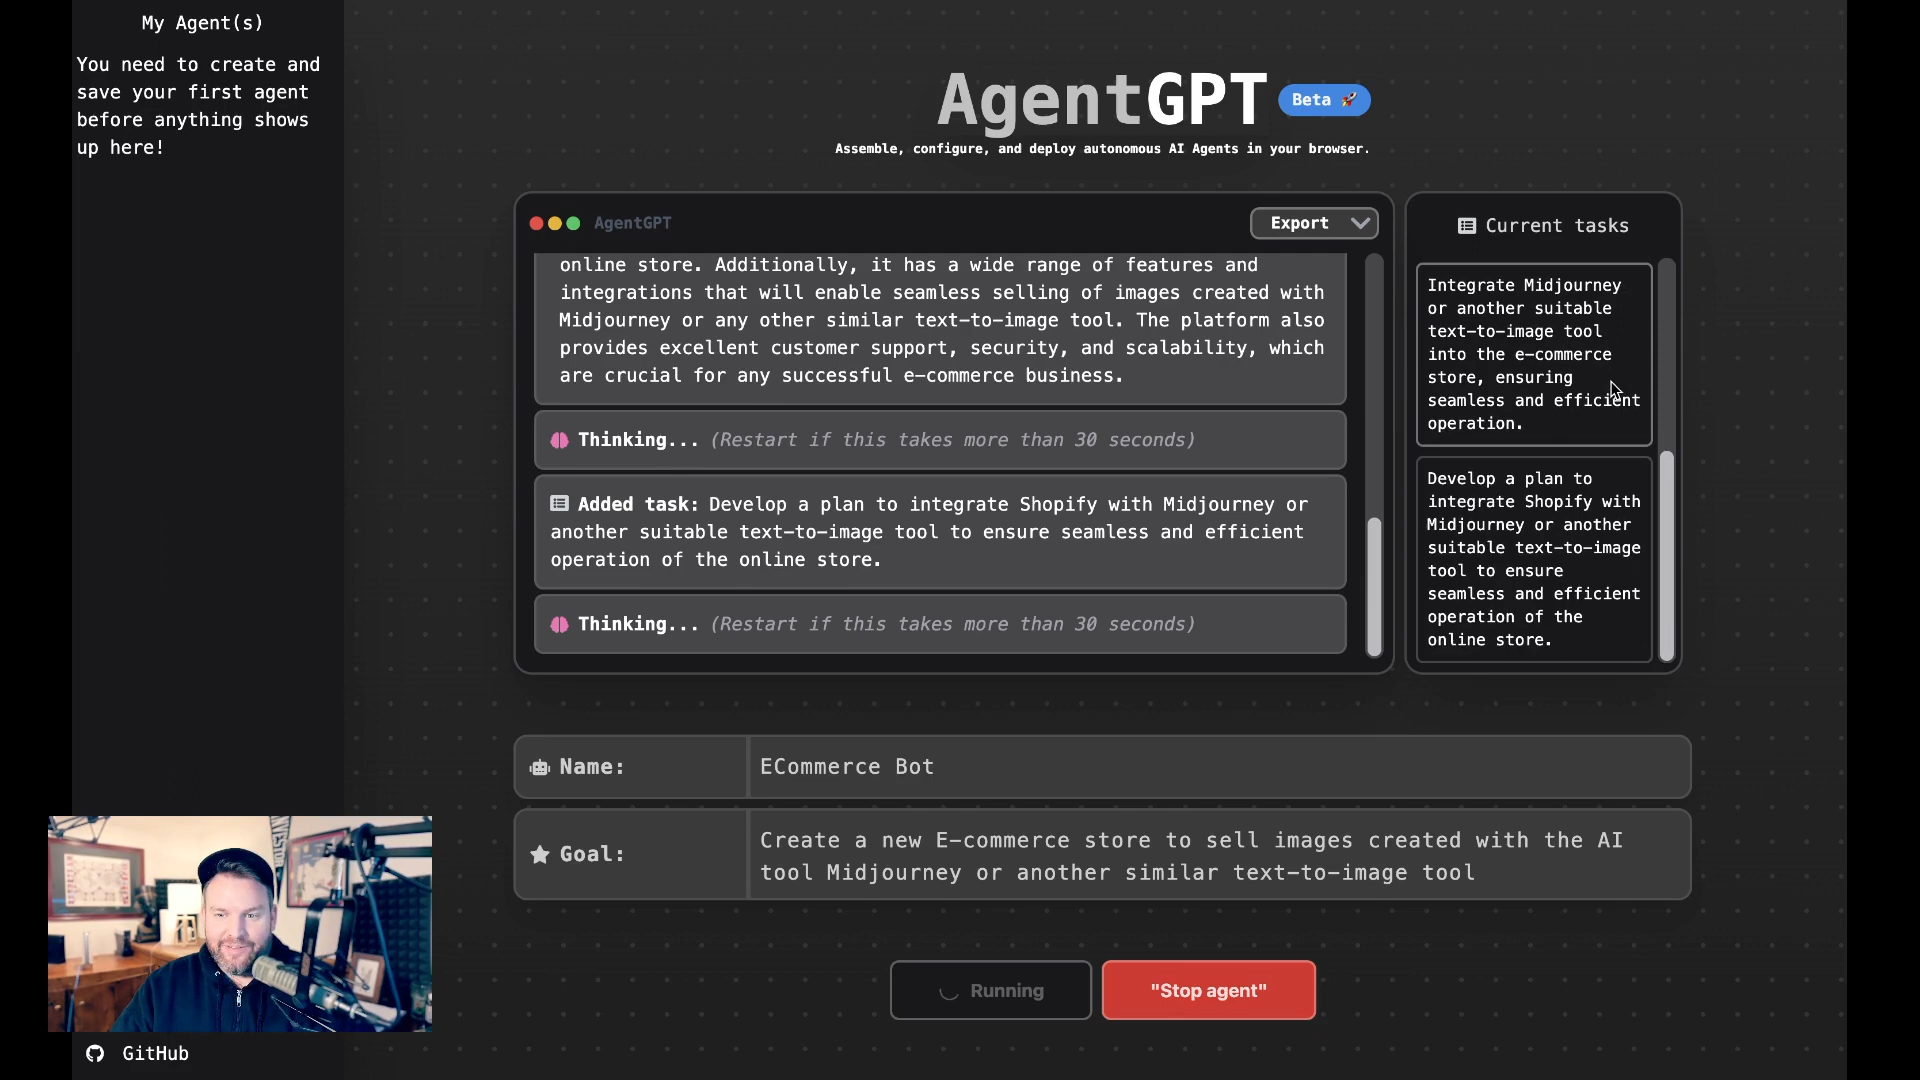 My Agent(s)
You need to create and
save your first agent
before anything shows
up here!
AgentGPT
Beta 🚀
Assemble, configure, and deploy autonomous AI Agents in your browser.
AgentGPT
Export
online store. Additionally, it has a wide range of features and
integrations that will enable seamless selling of images created with
Midjourney or any other similar text-to-image tool. The platform also
provides excellent customer support, security, and scalability, which
are crucial for any successful e-commerce business.
Thinking... (Restart if this takes more than 30 seconds)
Added task: Develop a plan to integrate Shopify with Midjourney or
another suitable text-to-image tool to ensure seamless and efficient
operation of the online store.
Thinking... (Restart if this takes more than 30 seconds)
Current tasks
Integrate Midjourney
or another suitable
text-to-image tool
into the e-commerce
store, ensuring
seamless and efficient
operation.
Develop a plan to
integrate Shopify with
Midjourney or another
suitable text-to-image
tool to ensure
seamless and efficient
operation of the
online store.
Name:
ECommerce Bot
Goal:
Create a new E-commerce store to sell images created with the AI
tool Midjourney or another similar text-to-image tool
Running
"Stop agent"
GitHub